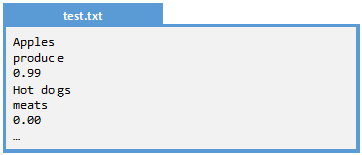 test.txt
Apples
produce
0.99
Hot dogs
meats
0.00
…